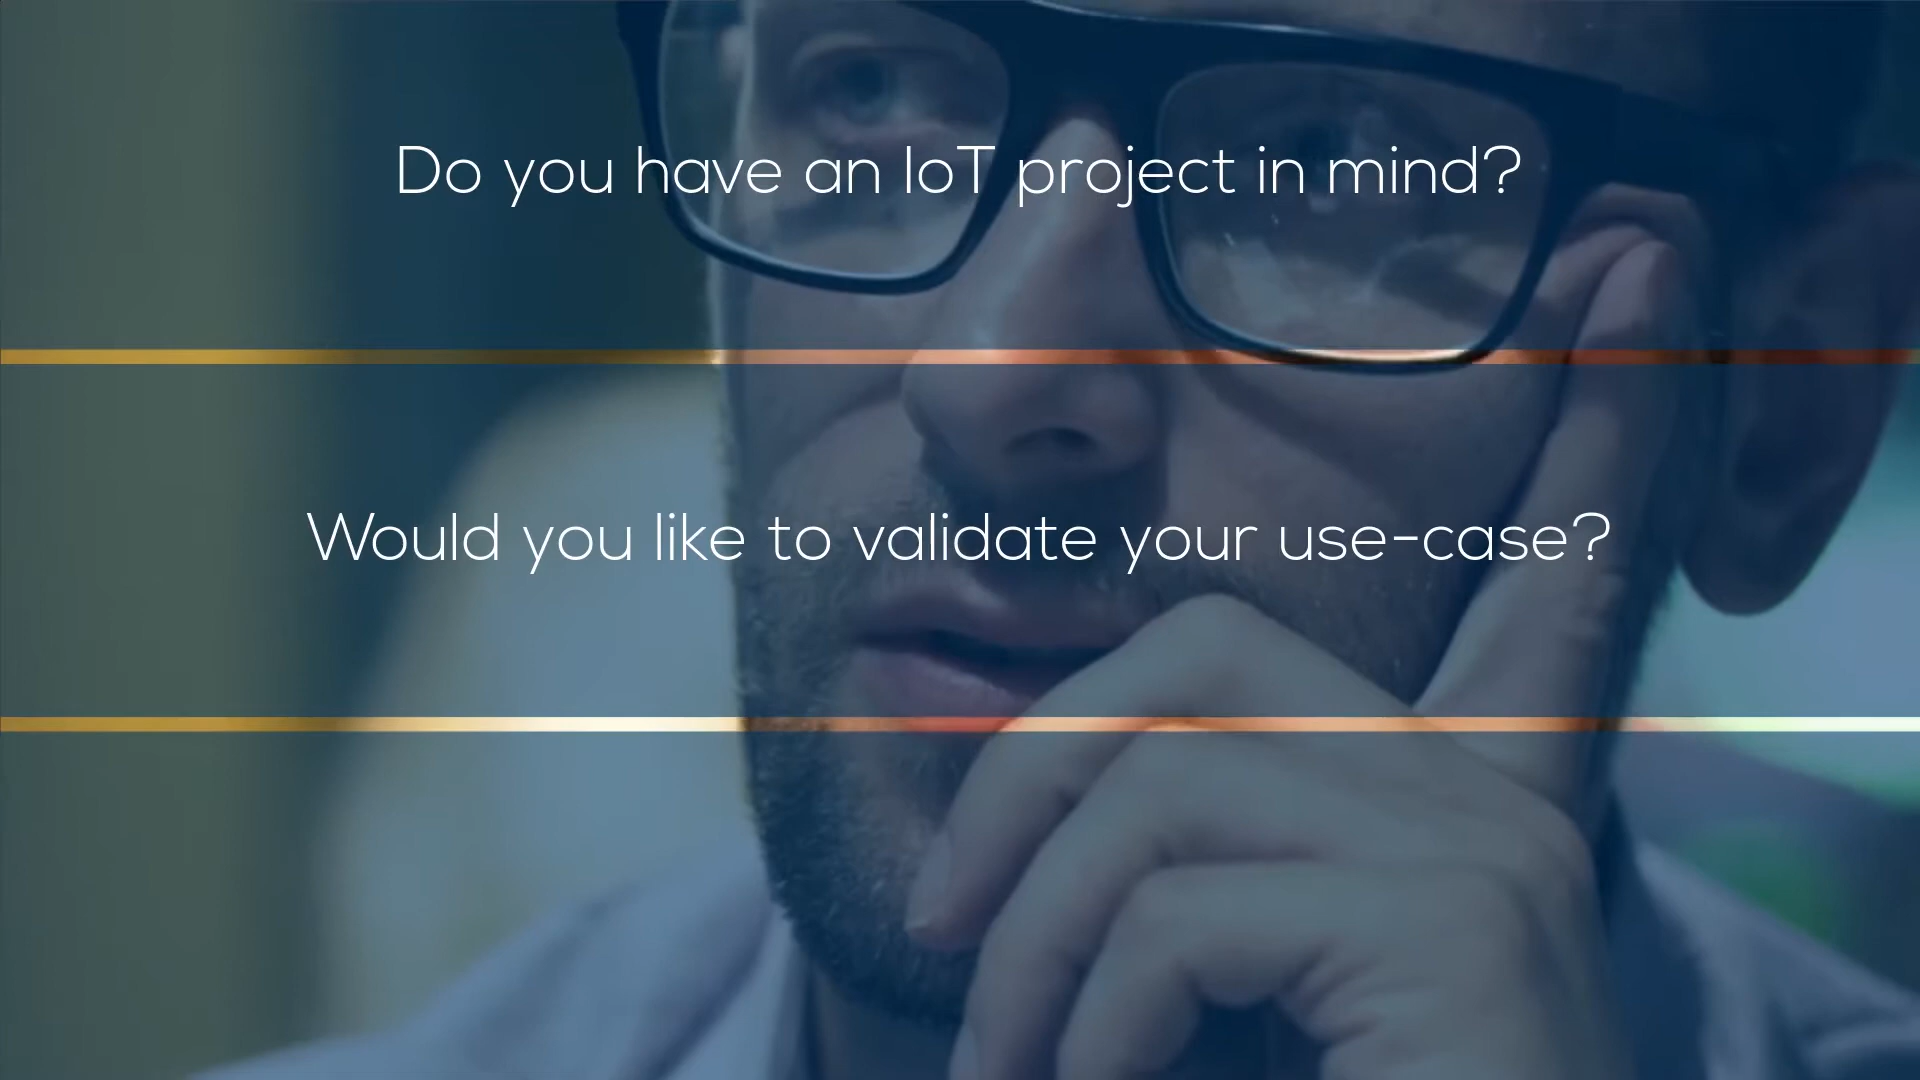 Do you have an IoT project in mind?
Would you like to validate your use-case?